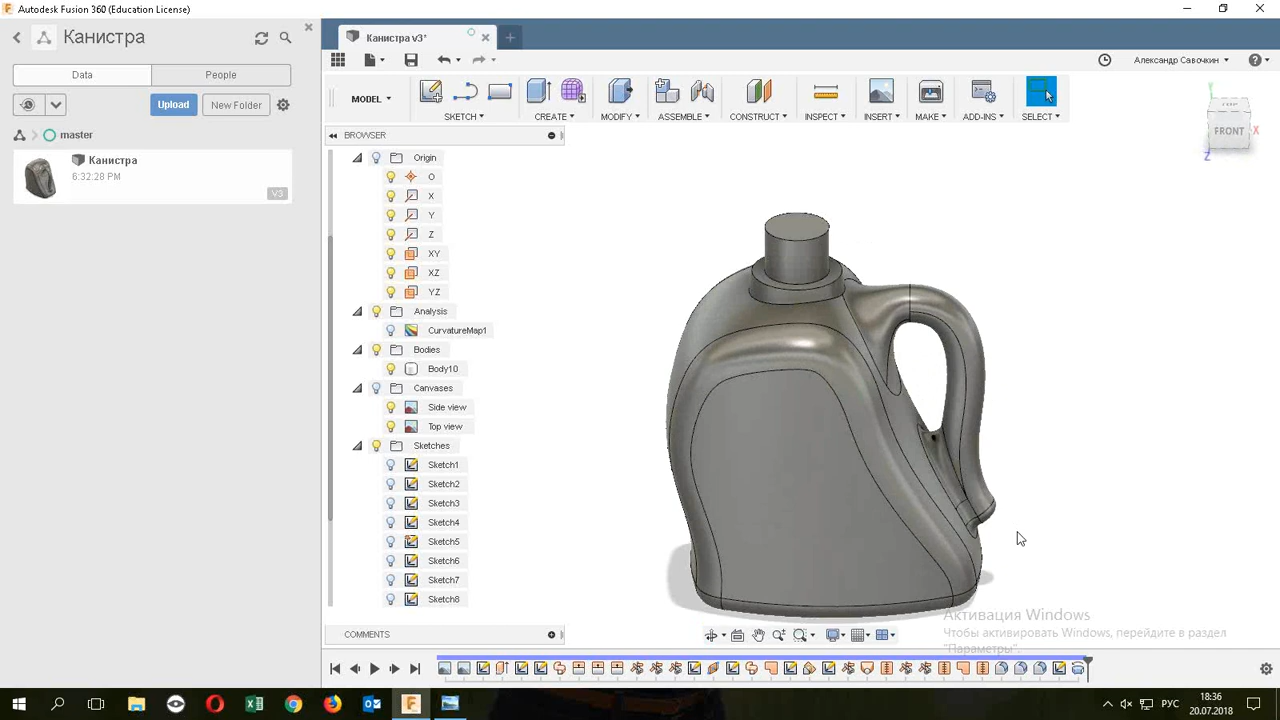 Autodesk Fusion 360 (Education License)
Канистра
Data People
Upload New Folder
master
Канистра
6:32:28 PM
V3
Канистра v3*
Александр Савочкин
MODEL
SKETCH CREATE MODIFY ASSEMBLE CONSTRUCT INSPECT INSERT MAKE ADD-INS SELECT
BROWSER
Origin
O
X
Y
Z
XY
XZ
YZ
Analysis
CurvatureMap1
Bodies
Body10
Canvases
Side view
Top view
Sketches
Sketch1
Sketch2
Sketch3
Sketch4
Sketch5
Sketch6
Sketch7
Sketch8
COMMENTS
Y
TOP
FRONT
X
Z
Активация Windows
Чтобы активировать Windows, перейдите в раздел
"Параметры".
РУС
18:36
20.07.2018